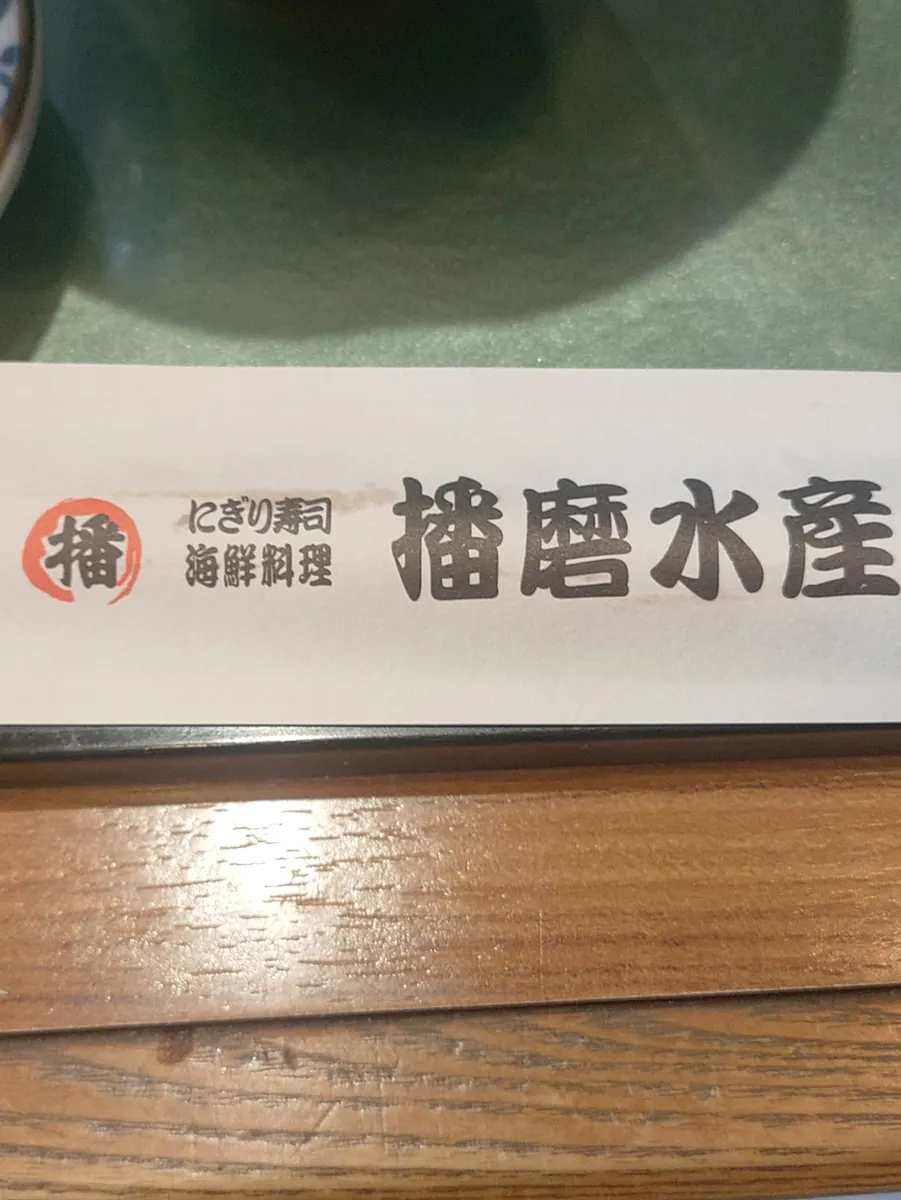 播
にぎり寿司
海鮮料理
播磨水産